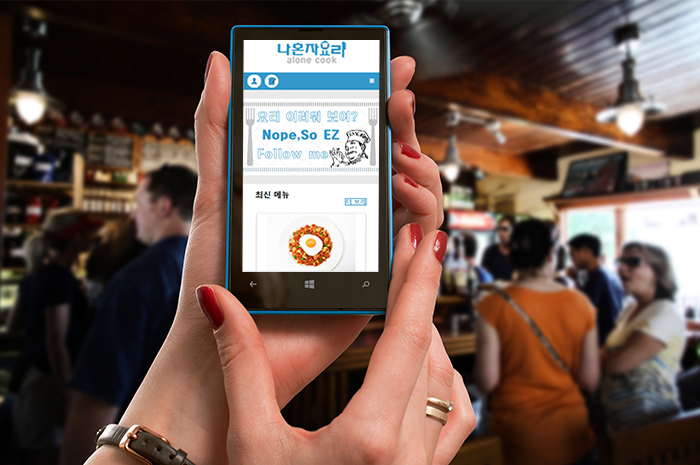 나혼자요리
alone cook
요리 어려워 보여?
Nope,So EZ
Follow me
최신 메뉴
더 보기